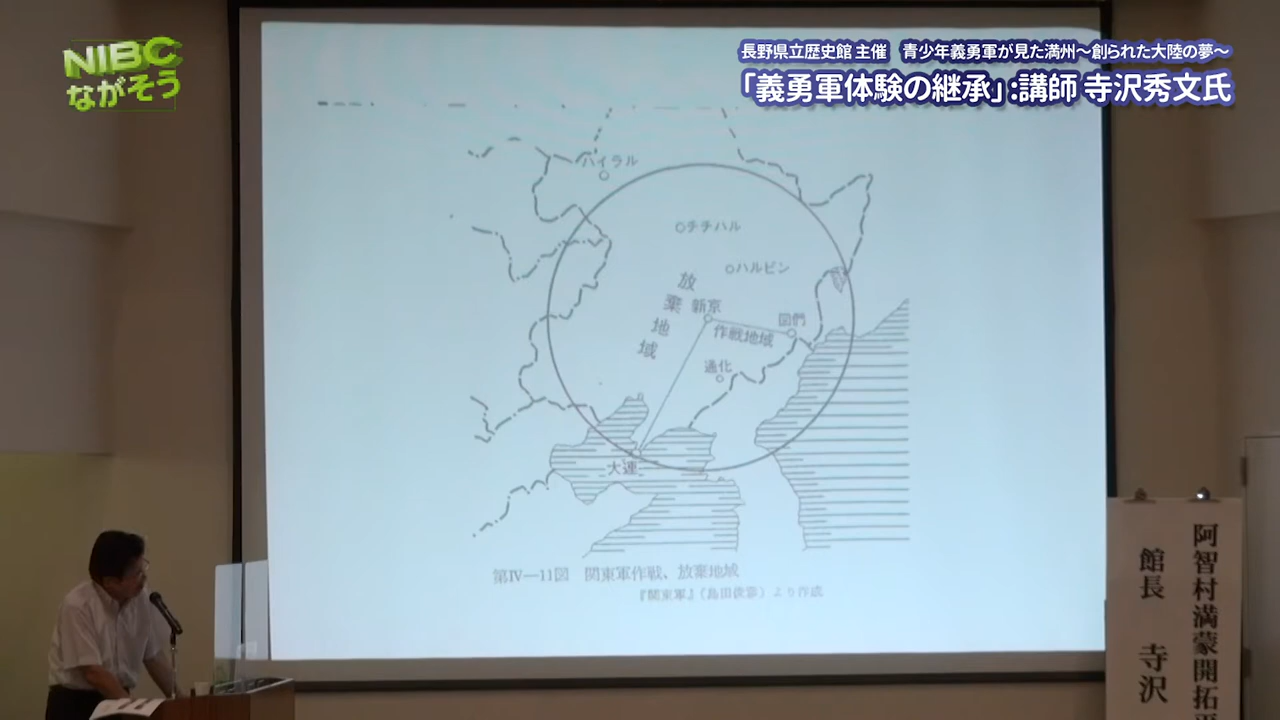 NIBC
ながそう
長野県立歴史館 主催　青少年義勇軍が見た満州～創られた大陸の夢～
「義勇軍体験の継承」:講師 寺沢秀文氏
ハイラル
チチハル
ハルビン
放棄地域
新京
図們
作戦地域
通化
大連
第Ⅳ―11図　関東軍作戦、放棄地域
『関東軍』(島田俊彦)より作成
阿智村満蒙開拓平
館長　寺沢